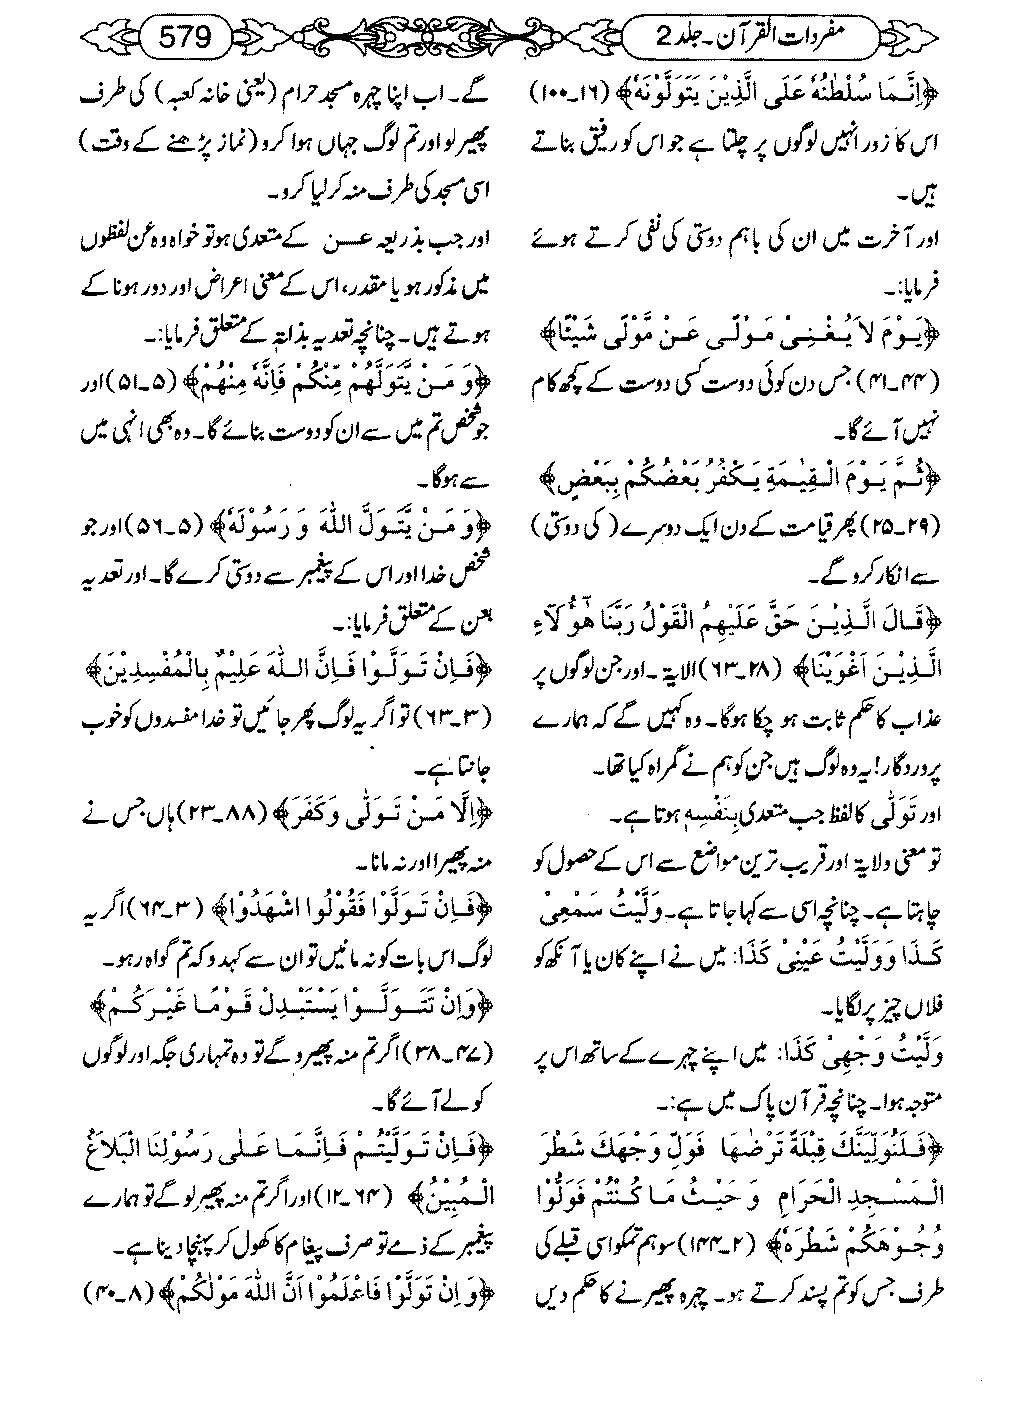 مفردات القرآن۔ جلد 2
579
﴿اِنَّمَا سُلْطٰنُهٗ عَلَى الَّذِيْنَ يَتَوَلَّوْنَهٗ﴾ (۱۶۔۱۰۰)
اس کا زور انہیں لوگوں پر چلتا ہے جو اس کو رفیق بناتے
ہیں۔
اور آخرت میں ان کی باہم دوستی کی نفی کرتے ہوئے
فرمایا:۔
﴿يَوْمَ لَا يُغْنِىْ مَوْلًى عَنْ مَّوْلًى شَيْئًا﴾
(۴۴۔۴۱) جس دن کوئی دوست کسی دوست کے کچھ کام
نہیں آئے گا۔
﴿ثُمَّ يَوْمَ الْقِيٰمَةِ يَكْفُرُ بَعْضُكُمْ بِبَعْضٍ﴾
(۲۹۔۲۵) پھر قیامت کے دن ایک دوسرے (کی دوستی)
سے انکار کرو گے۔
﴿قَالَ الَّذِيْنَ حَقَّ عَلَيْهِمُ الْقَوْلُ رَبَّنَا هٰٓؤُلَآءِ
الَّذِيْنَ اَغْوَيْنَا﴾ (۲۸۔۶۳) الایۃ۔ اور جن لوگوں پر
عذاب کا حکم ثابت ہو چکا ہوگا۔ وہ کہیں گے کہ ہمارے
پروردگار! یہ وہ لوگ ہیں جن کو ہم نے گمراہ کیا تھا۔
اور تَوَلّٰى کا لفظ جب متعدی بِنَفْسِهٖ ہوتا ہے۔
تو معنی ولایۃ اور قریب ترین مواضع سے اس کے حصول کو
چاہتا ہے۔ چنانچہ اسی سے کہا جاتا ہے۔ وَلَّيْتُ سَمْعِىْ
كَذَا وَوَلَّيْتُ عَيْنِىْ كَذَا: میں نے اپنے کان یا آنکھ کو
فلاں چیز پر لگایا۔
وَلَّيْتُ وَجْهِىْ كَذَا: میں اپنے چہرے کے ساتھ اس پر
متوجہ ہوا۔ چنانچہ قرآن پاک میں ہے:۔
﴿فَلَنُوَلِّيَنَّكَ قِبْلَةً تَرْضٰهَا فَوَلِّ وَجْهَكَ شَطْرَ
الْمَسْجِدِ الْحَرَامِ وَ حَيْثُ مَا كُنْتُمْ فَوَلُّوْا
وُجُوْهَكُمْ شَطْرَهٗ﴾ (۲۔۱۴۴) سو ہم تمکو اسی قبلے کی
طرف جس کو تم پسند کرتے ہو۔ چہرہ پھیرنے کا حکم دیں
گے۔ اب اپنا چہرہ مسجد حرام (یعنی خانہ کعبہ) کی طرف
پھیر لو اور تم لوگ جہاں ہوا کرو (نماز پڑھنے کے وقت)
اسی مسجد کی طرف منہ کر لیا کرو۔
اور جب بذریعہ عن کے متعدی ہو تو خواہ وہ عن لفظوں
میں مذکور ہو یا مقدر، اس کے معنی اعراض اور دور ہونا کے
ہوتے ہیں۔ چنانچہ تعدیہ بذاتہٖ کے متعلق فرمایا:۔
﴿وَ مَنْ يَّتَوَلَّهُمْ مِّنْكُمْ فَاِنَّهٗ مِنْهُمْ﴾ (۵۔۵۱) اور
جو شخص تم میں سے ان کو دوست بنائے گا۔ وہ بھی انہی میں
سے ہوگا۔
﴿وَ مَنْ يَّتَوَلَّ اللّٰهَ وَ رَسُوْلَهٗ﴾ (۵۔۵۶) اور جو
شخص خدا اور اس کے پیغمبر سے دوستی کرے گا۔ اور تعدیہ
بعن کے متعلق فرمایا:۔
﴿فَاِنْ تَوَلَّوْا فَاِنَّ اللّٰهَ عَلِيْمٌ بِالْمُفْسِدِيْنَ﴾
(۳۔۶۳) تو اگر یہ لوگ پھر جائیں تو خدا مفسدوں کو خوب
جانتا ہے۔
﴿اِلَّا مَنْ تَوَلّٰى وَكَفَرَ﴾ (۸۸۔۲۳) ہاں جس نے
منہ پھیرا اور نہ مانا۔
﴿فَاِنْ تَوَلَّوْا فَقُوْلُوا اشْهَدُوْا﴾ (۳۔۶۴) اگر یہ
لوگ اس بات کو نہ مانیں تو ان سے کہدو کہ تم گواہ رہو۔
﴿وَاِنْ تَتَوَلَّوْا يَسْتَبْدِلْ قَوْمًا غَيْرَكُمْ﴾
(۴۷۔۳۸) اگر تم منہ پھیرو گے تو وہ تمہاری جگہ اور لوگوں
کو لے آئے گا۔
﴿فَاِنْ تَوَلَّيْتُمْ فَاِنَّمَا عَلٰى رَسُوْلِنَا الْبَلٰغُ
الْمُبِيْنُ﴾ (۶۴۔۱۲) اور اگر تم منہ پھیر لو گے تو ہمارے
پیغمبر کے ذمے تو صرف پیغام کا کھول کر پہنچا دینا ہے۔
﴿وَاِنْ تَوَلَّوْا فَاعْلَمُوْا اَنَّ اللّٰهَ مَوْلٰكُمْ﴾ (۸۔۴۰)